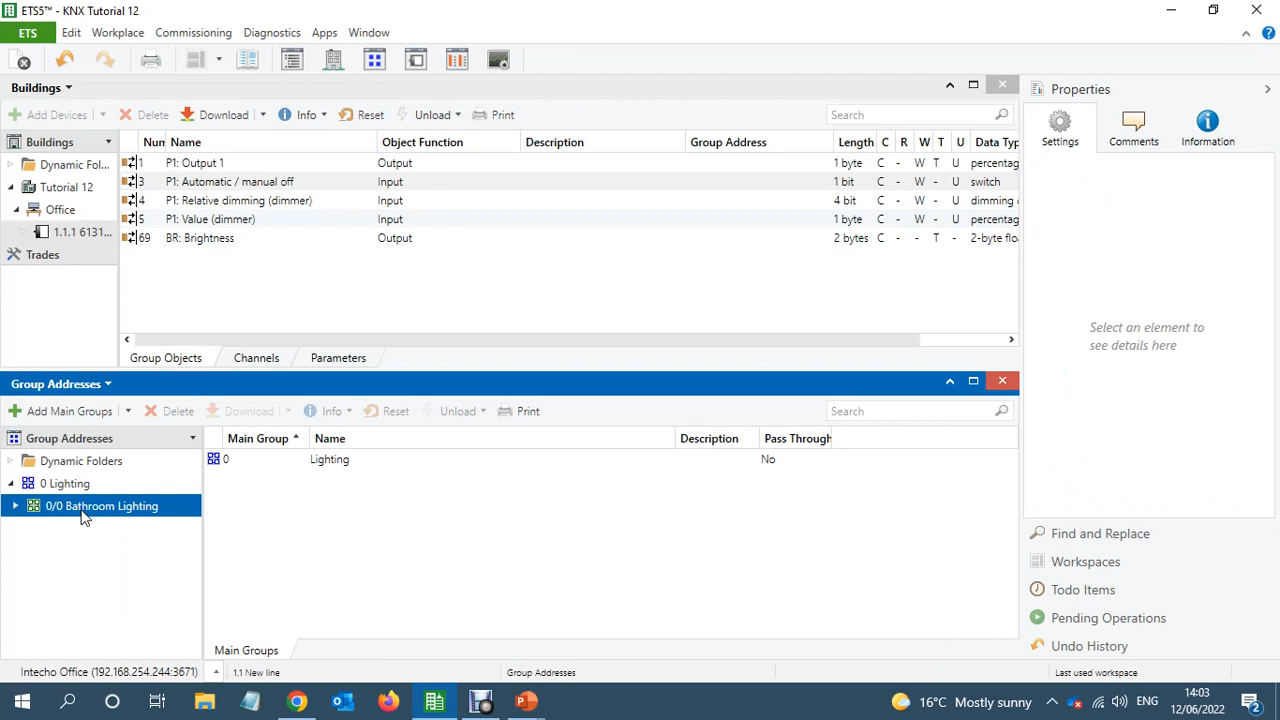 ETS5™ - KNX Tutorial 12
ETS Edit Workplace Commissioning Diagnostics Apps Window
Buildings
Add Devices Delete Download Info Reset Unload Print Search
Buildings Num Name Object Function Description Group Address Length C R W T U Data Typ
Dynamic Fol... 1 P1: Output 1 Output 1 byte C - W T U percentag
Tutorial 12 3 P1: Automatic / manual off Input 1 bit C - W - U switch
Office 4 P1: Relative dimming (dimmer) Input 4 bit C - W - U dimming
5 P1: Value (dimmer) Input 1 byte C - W - U percentag
1.1.1 6131...
69 BR: Brightness Output 2 bytes C - - T - 2-byte flo
Trades
Group Objects Channels Parameters
Group Addresses
Add Main Groups Delete Download Info Reset Unload Print Search
Group Addresses Main Group Name Description Pass Through
Dynamic Folders 0 Lighting No
0 Lighting
0/0 Bathroom Lighting
Main Groups
Properties
Settings Comments Information
Select an element to
see details here
Find and Replace
Workspaces
Todo Items
Pending Operations
Undo History
Intecho Office (192.168.254.244:3671) 1.1 New line Group Addresses Last used workspace
16°C Mostly sunny ENG 14:03
12/06/2022 2